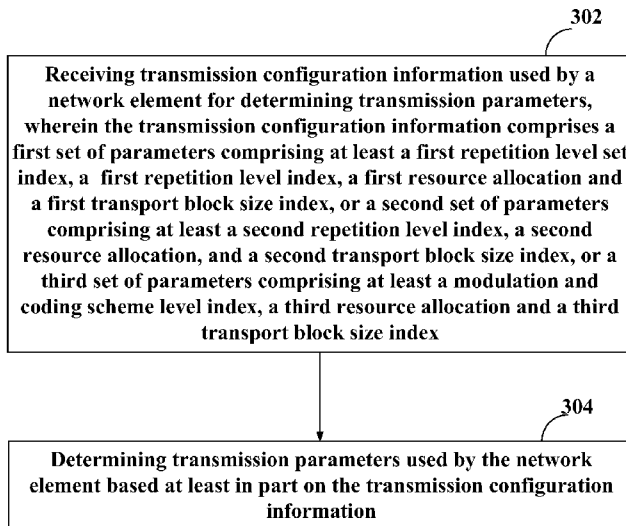 302
Receiving transmission configuration information used by a
network element for determining transmission parameters,
wherein the transmission configuration information comprises a
first set of parameters comprising at least a first repetition level set
index, a first repetition level index, a first resource allocation and
a first transport block size index, or a second set of parameters
comprising at least a second repetition level index, a second
resource allocation, and a second transport block size index, or a
third set of parameters comprising at least a modulation and
coding scheme level index, a third resource allocation and a third
transport block size index
304
Determining transmission parameters used by the network
element based at least in part on the transmission configuration
information